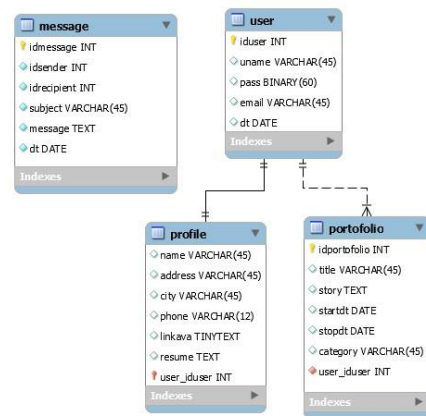 message
idmessage INT
idsender INT
idrecipient INT
subject VARCHAR(45)
message TEXT
dt DATE
Indexes
user
iduser INT
uname VARCHAR(45)
pass BINARY(60)
email VARCHAR(45)
dt DATE
Indexes
profile
name VARCHAR(45)
address VARCHAR(45)
city VARCHAR(45)
phone VARCHAR(12)
linkava TINYTEXT
resume TEXT
user_iduser INT
Indexes
portofolio
idportofolio INT
title VARCHAR(45)
story TEXT
startdt DATE
stopdt DATE
category VARCHAR(45)
user_iduser INT
Indexes